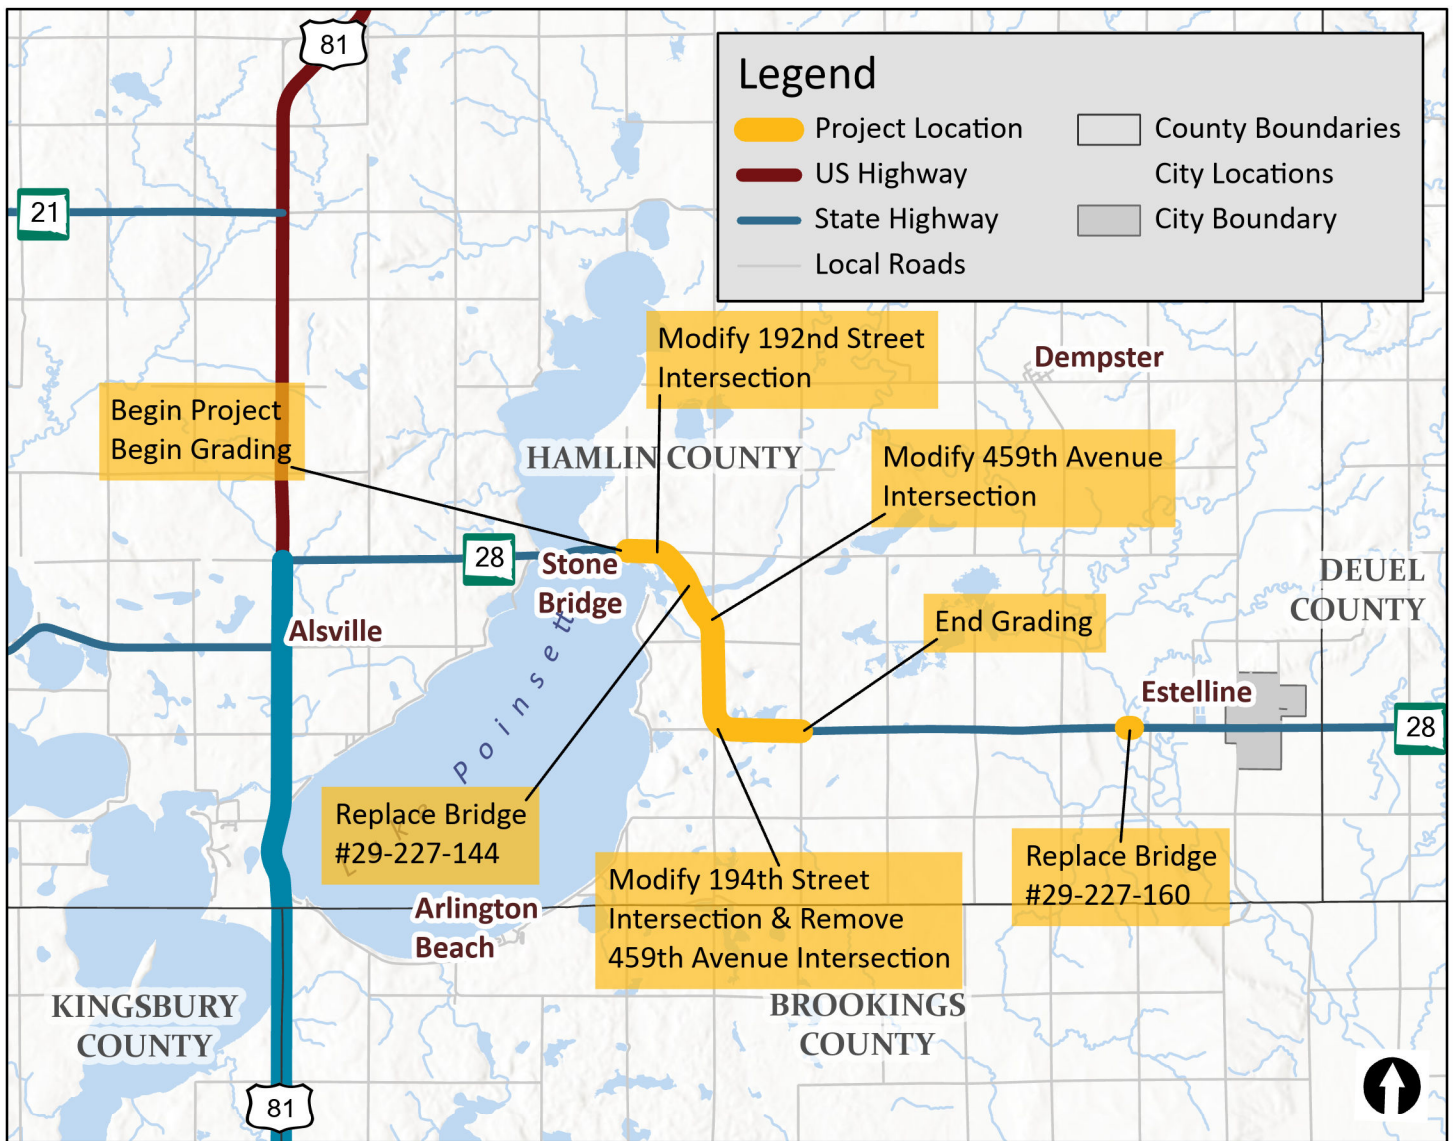 81
Legend
Project Location
US Highway
State Highway
Local Roads
County Boundaries
City Locations
City Boundary
21
Modify 192nd Street
Intersection
Dempster
Begin Project
Begin Grading
HAMLIN COUNTY
Modify 459th Avenue
Intersection
28
Stone
Bridge
DEUEL
COUNTY
Alsville
End Grading
Estelline
28
Lake Poinsett
Replace Bridge
#29-227-144
Modify 194th Street
Intersection & Remove
459th Avenue Intersection
Replace Bridge
#29-227-160
Arlington
Beach
KINGSBURY
COUNTY
BROOKINGS
COUNTY
81